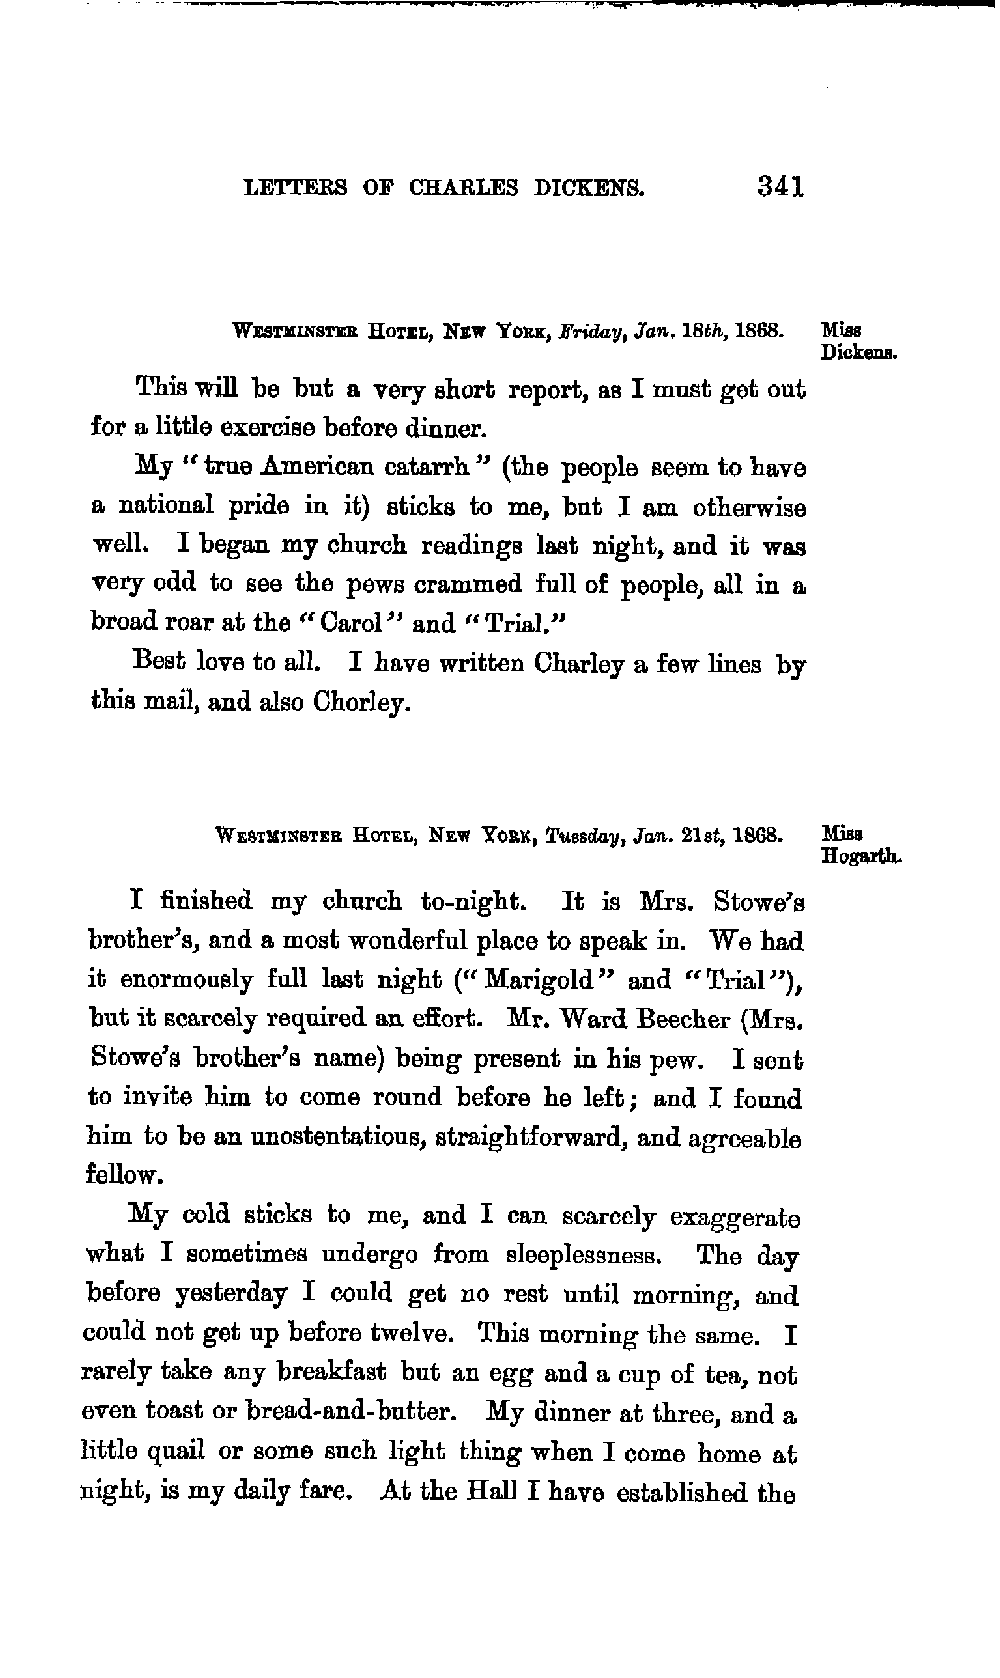 LETTERS OF CHARLES DICKENS. 341
WESTMINSTER HOTEL, NEW YORK, Friday, Jan. 18th, 1868. Miss
Dickens.
This will be but a very short report, as I must get out
for a little exercise before dinner.
My "true American catarrh" (the people seem to have
a national pride in it) sticks to me, but I am otherwise
well. I began my church readings last night, and it was
very odd to see the pews crammed full of people, all in a
broad roar at the "Carol" and "Trial."
Best love to all. I have written Charley a few lines by
this mail, and also Chorley.
WESTMINSTER HOTEL, NEW YORK, Tuesday, Jan. 21st, 1868. Miss
Hogarth.
I finished my church to-night. It is Mrs. Stowe's
brother's, and a most wonderful place to speak in. We had
it enormously full last night ("Marigold" and "Trial"),
but it scarcely required an effort. Mr. Ward Beecher (Mrs.
Stowe's brother's name) being present in his pew. I sent
to invite him to come round before he left; and I found
him to be an unostentatious, straightforward, and agreeable
fellow.
My cold sticks to me, and I can scarcely exaggerate
what I sometimes undergo from sleeplessness. The day
before yesterday I could get no rest until morning, and
could not get up before twelve. This morning the same. I
rarely take any breakfast but an egg and a cup of tea, not
even toast or bread-and-butter. My dinner at three, and a
little quail or some such light thing when I come home at
night, is my daily fare. At the Hall I have established the